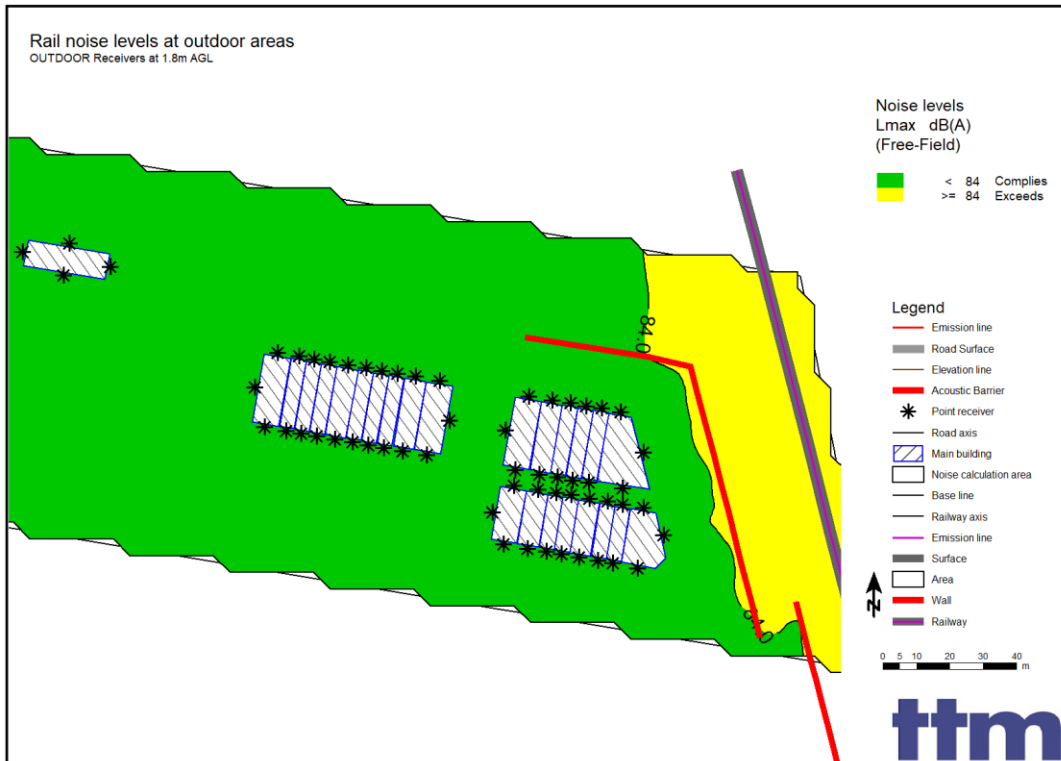 Rail noise levels at outdoor areas
OUTDOOR Receivers at 1.8m AGL
Noise levels
Lmax dB(A)
(Free-Field)
< 84 Complies
>= 84 Exceeds
84.0
Legend
Emission line
Road Surface
Elevation line
Acoustic Barrier
Point receiver
Road axis
Main building
Noise calculation area
Base line
Railway axis
Emission line
Surface
Area
Wall
Railway
N
0 5 10 20 30 40
m
ttm